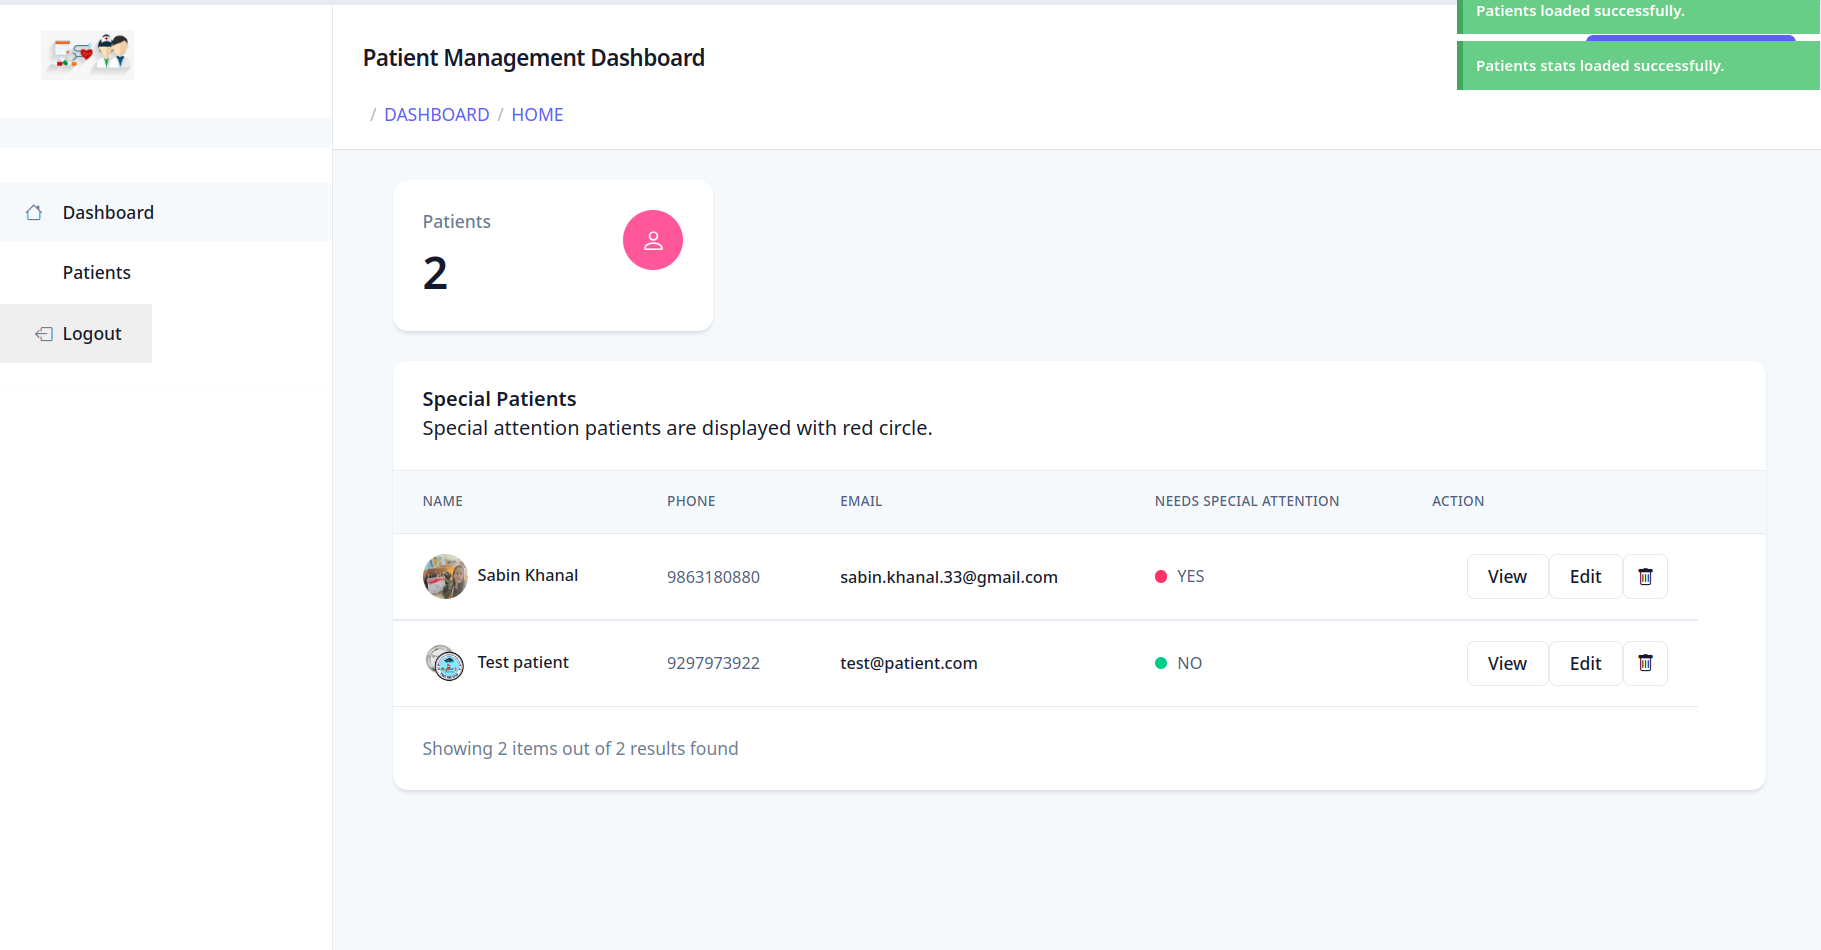 Patients loaded successfully.
Patients stats loaded successfully.
Patient Management Dashboard
/ DASHBOARD / HOME
Dashboard
Patients
Logout
Patients
2
Special Patients
Special attention patients are displayed with red circle.
NAME PHONE EMAIL NEEDS SPECIAL ATTENTION ACTION
Sabin Khanal 9863180880 sabin.khanal.33@gmail.com YES View Edit
Test patient 9297973922 test@patient.com NO View Edit
Showing 2 items out of 2 results found